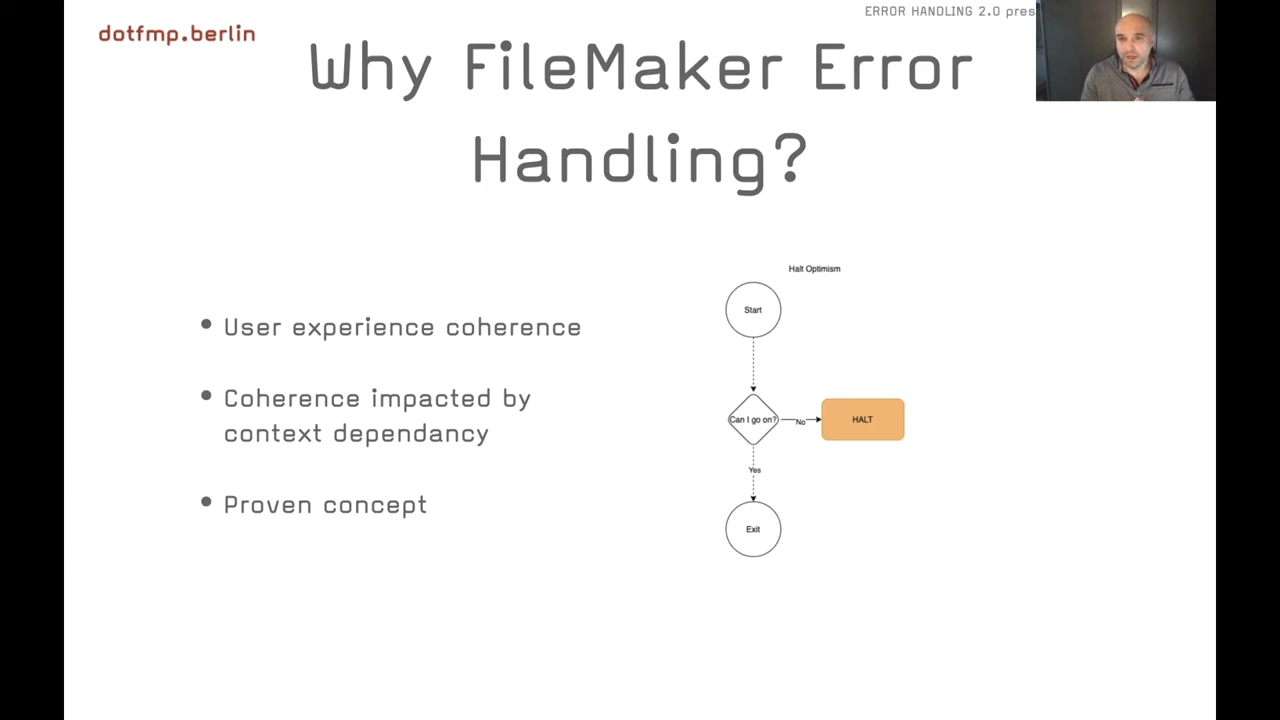 ERROR HANDLING 2.0 pres
dotfmp.berlin
Why FileMaker Error
Handling?
• User experience coherence
• Coherence impacted by
context dependancy
• Proven concept
Halt Optimism
Start
Can I go on?
No
HALT
Yes
Exit